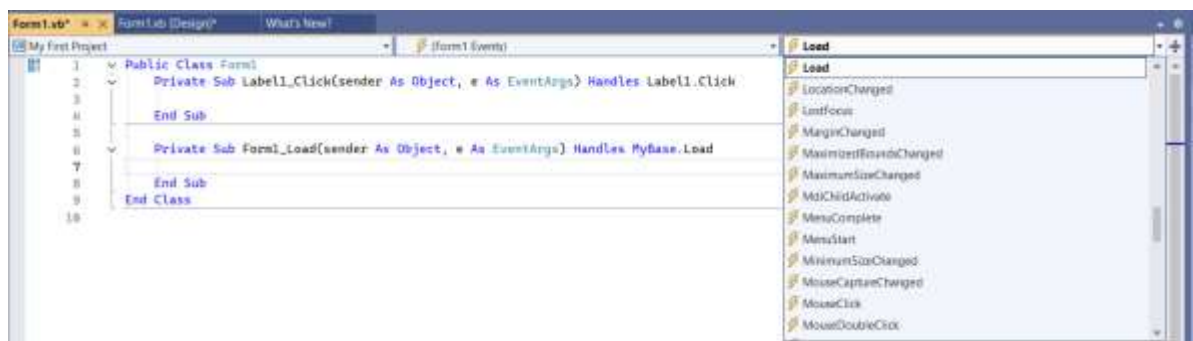 Form1.vb* Form1.vb [Design]* What's New?
My First Project (Form1 Events) Load
1 Public Class Form1
2 Private Sub Label1_Click(sender As Object, e As EventArgs) Handles Label1.Click
3
4 End Sub
5
6 Private Sub Form1_Load(sender As Object, e As EventArgs) Handles MyBase.Load
7
8 End Sub
9 End Class
10
Load
LocationChanged
LostFocus
MarginChanged
MaximizedBoundsChanged
MaximumSizeChanged
MdiChildActivate
MenuComplete
MenuStart
MinimumSizeChanged
MouseCaptureChanged
MouseClick
MouseDoubleClick